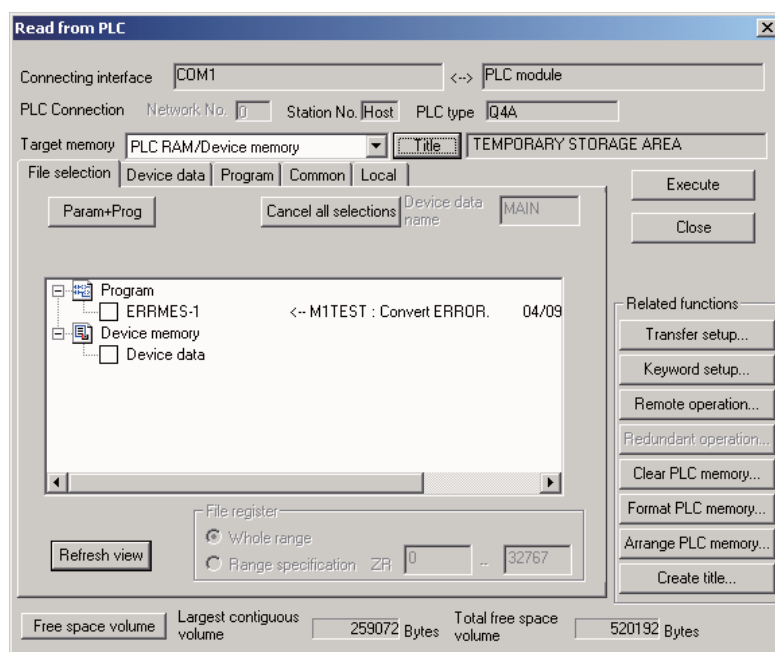 Read from PLC
Connecting interface COM1 <--> PLC module
PLC Connection Network No. 0 Station No. Host PLC type Q4A
Target memory PLC RAM/Device memory Title TEMPORARY STORAGE AREA
File selection Device data Program Common Local
Execute
Param+Prog Cancel all selections Device data name MAIN
Close
Program
ERRMES-1 <-- M1TEST : Convert ERROR. 04/09
Device memory
Device data
Related functions
Transfer setup...
Keyword setup...
Remote operation...
Redundant operation...
Clear PLC memory...
Format PLC memory...
Arrange PLC memory...
Create title...
File register
Whole range
Range specification ZR 0 -- 32767
Refresh view
Free space volume Largest contiguous volume 259072 Bytes Total free space volume 520192 Bytes